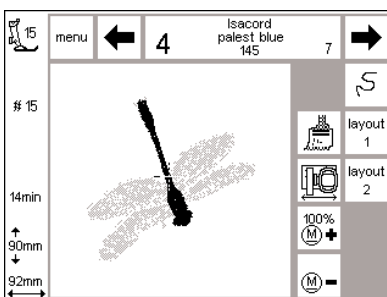 15
menu
4
Isacord
palest blue
145
7
# 15
layout
1
layout
2
14min
100%
M +
90mm
M −
92mm